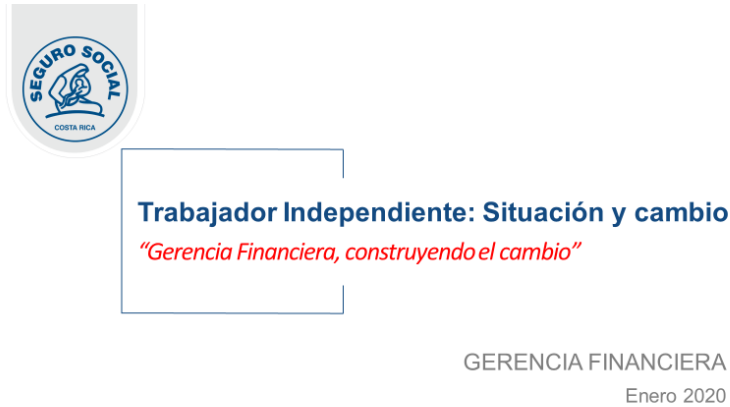 SEGURO SOCIAL
COSTA RICA
Trabajador Independiente: Situación y cambio
“Gerencia Financiera, construyendo el cambio”
GERENCIA FINANCIERA
Enero 2020